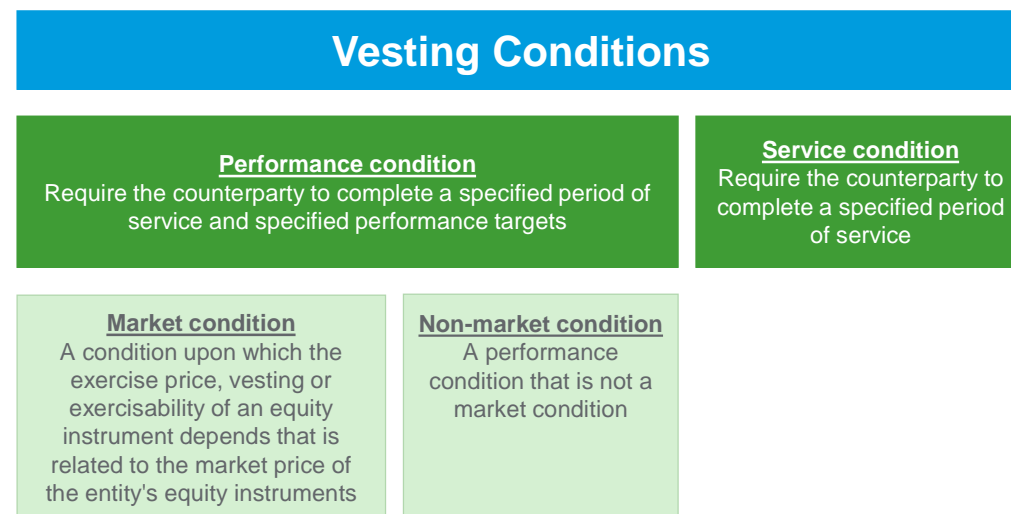 Vesting Conditions
Performance condition
Require the counterparty to complete a specified period of
service and specified performance targets
Service condition
Require the counterparty to
complete a specified period
of service
Market condition
A condition upon which the
exercise price, vesting or
exercisability of an equity
instrument depends that is
related to the market price of
the entity's equity instruments
Non-market condition
A performance
condition that is not a
market condition